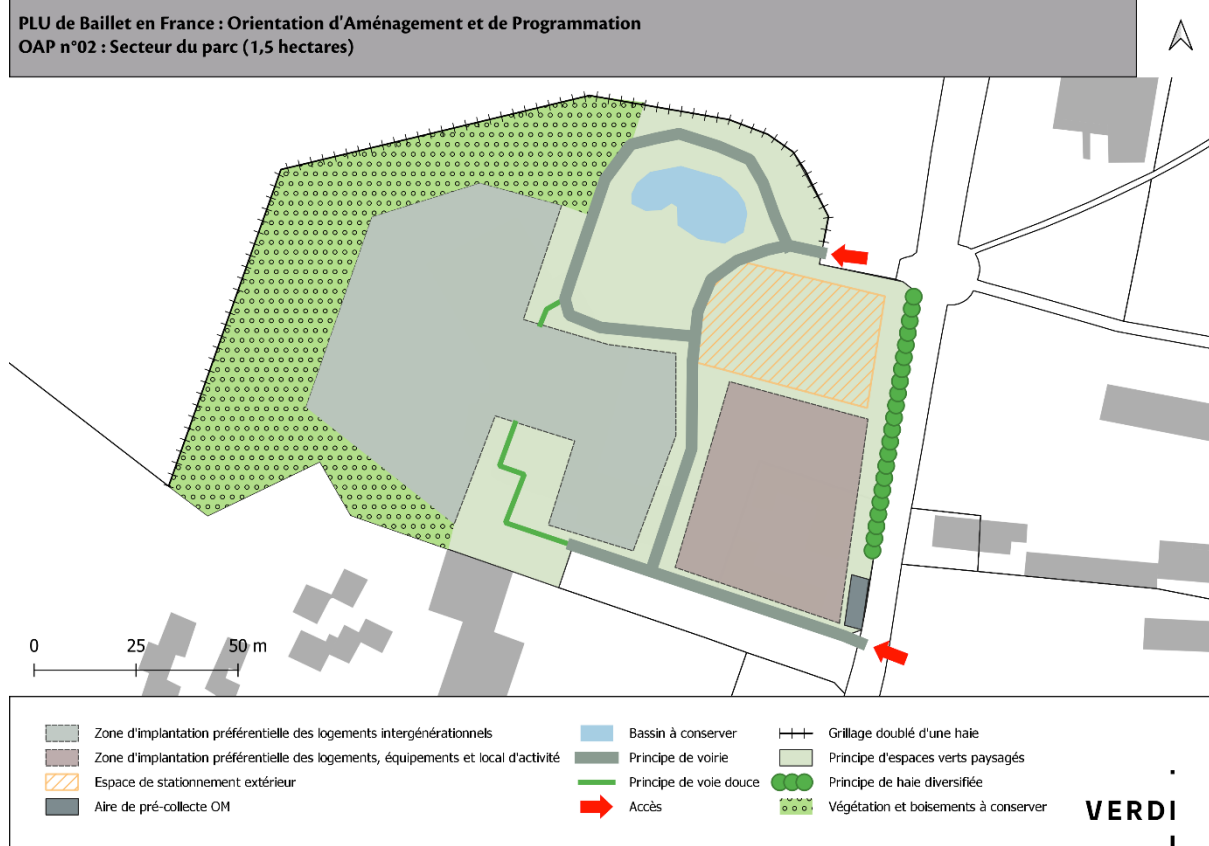 PLU de Baillet en France : Orientation d'Aménagement et de Programmation
OAP n°02 : Secteur du parc (1,5 hectares)
0 25 50 m
Zone d'implantation préférentielle des logements intergénérationnels
Zone d'implantation préférentielle des logements, équipements et local d'activité
Espace de stationnement extérieur
Aire de pré-collecte OM
Bassin à conserver
Principe de voirie
Principe de voie douce
Accès
Grillage doublé d'une haie
Principe d'espaces verts paysagés
Principe de haie diversifiée
Végétation et boisements à conserver
VERDI